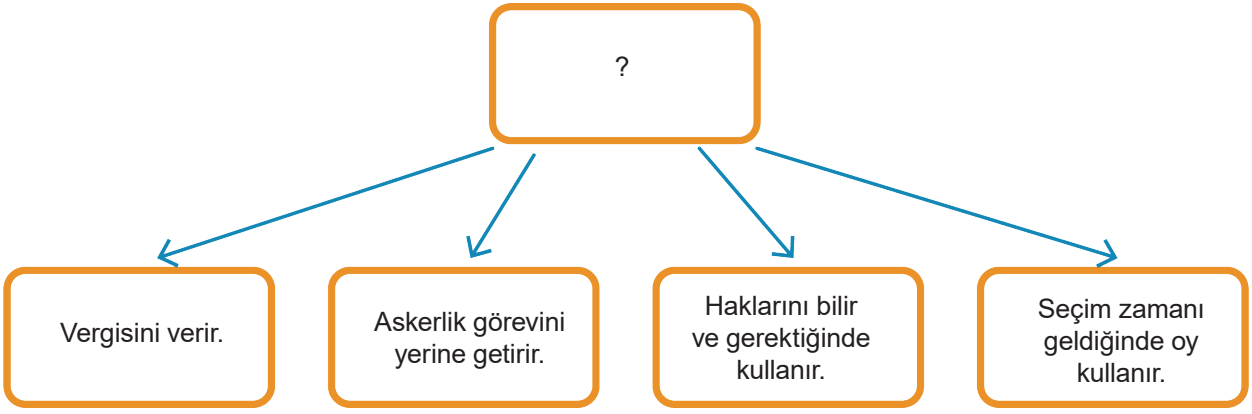 ?
Vergisini verir.
Askerlik görevini
yerine getirir.
Haklarını bilir
ve gerektiğinde
kullanır.
Seçim zamanı
geldiğinde oy
kullanır.